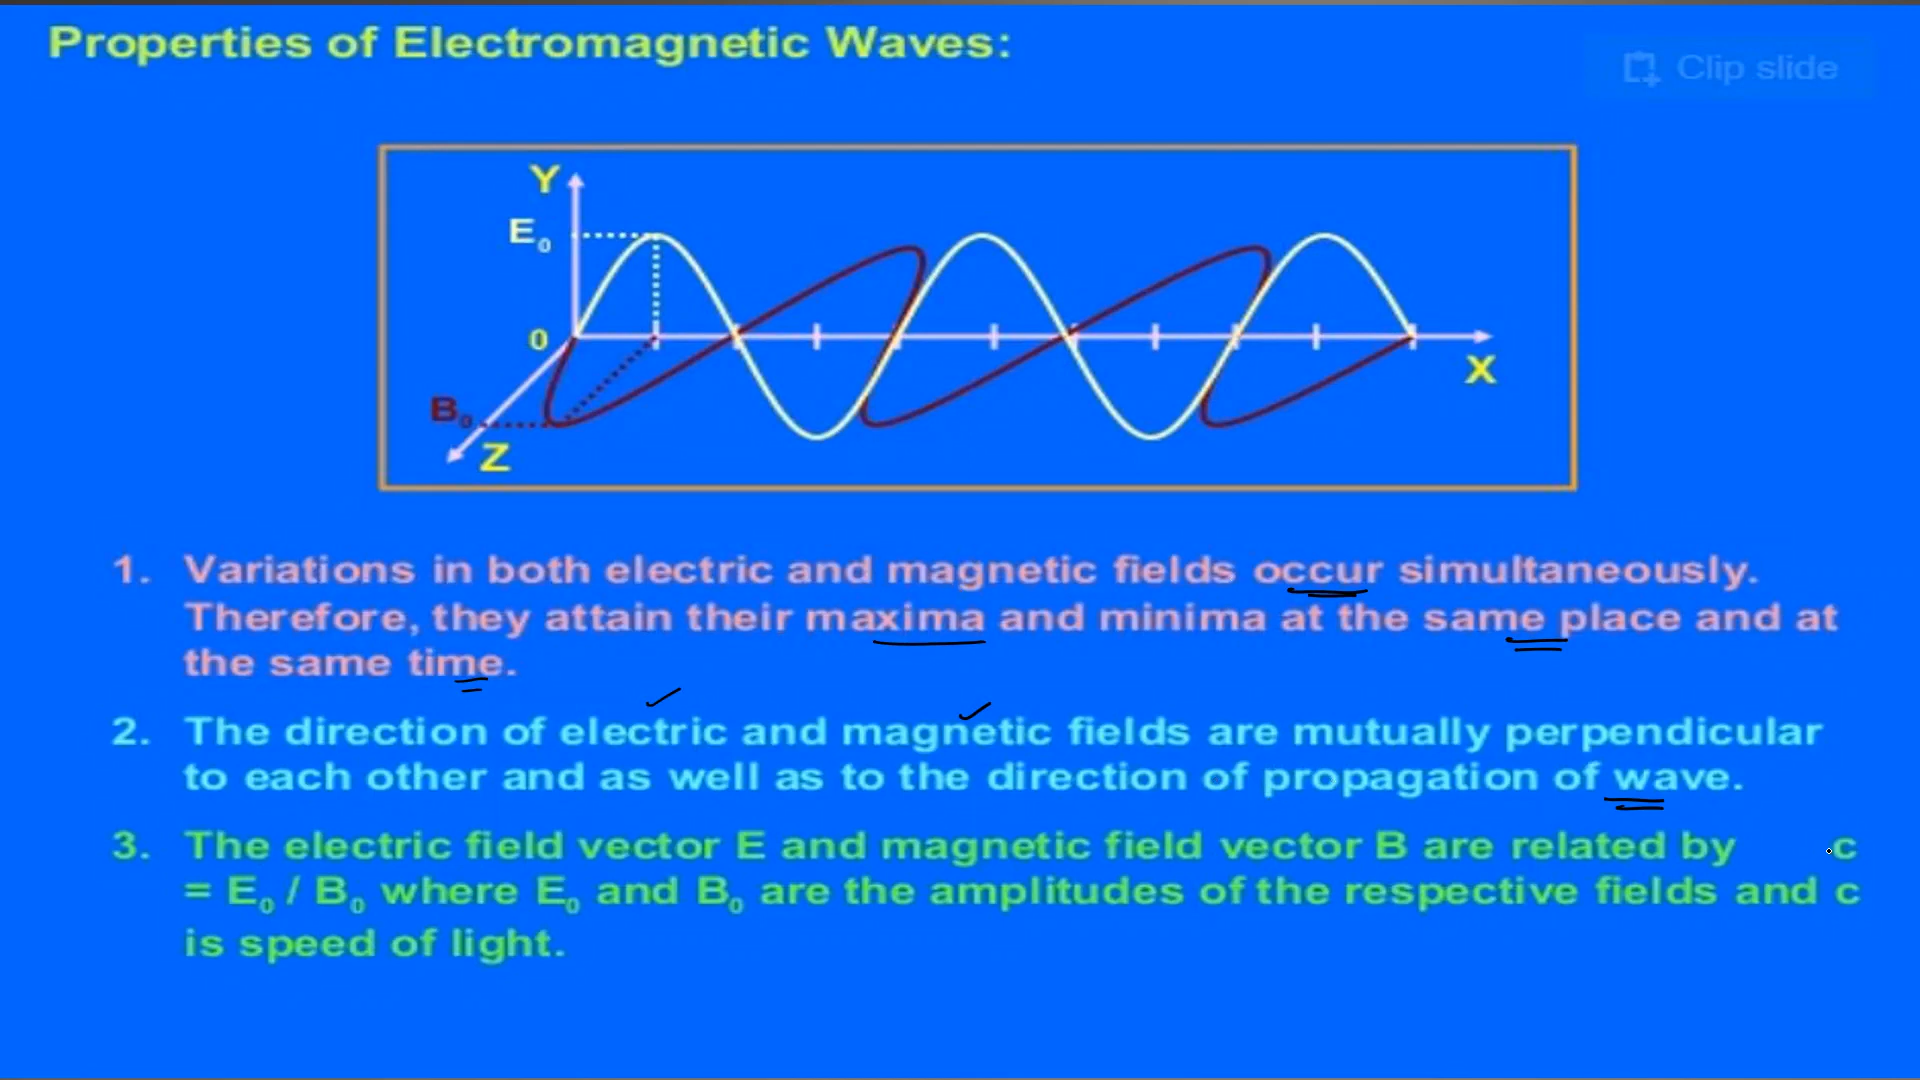 Properties of Electromagnetic Waves:
Clip slide
Y
E₀
0
X
B₀
Z
1. Variations in both electric and magnetic fields occur simultaneously.
Therefore, they attain their maxima and minima at the same place and at
the same time.
2. The direction of electric and magnetic fields are mutually perpendicular
to each other and as well as to the direction of propagation of wave.
3. The electric field vector E and magnetic field vector B are related by c
= E₀ / B₀ where E₀ and B₀ are the amplitudes of the respective fields and c
is speed of light.